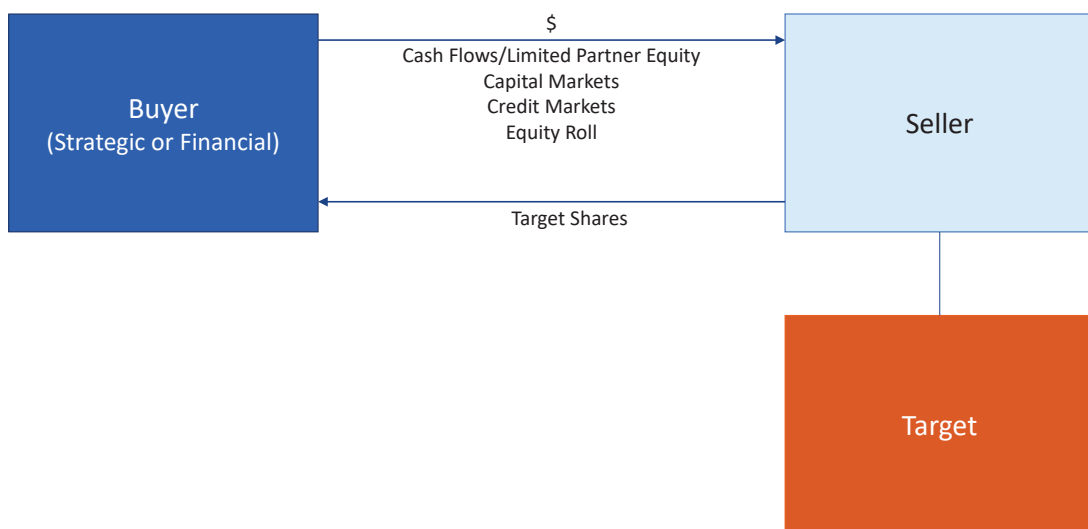 $
Cash Flows/Limited Partner Equity
Capital Markets
Credit Markets
Equity Roll
Buyer
(Strategic or Financial)
Seller
Target Shares
Target